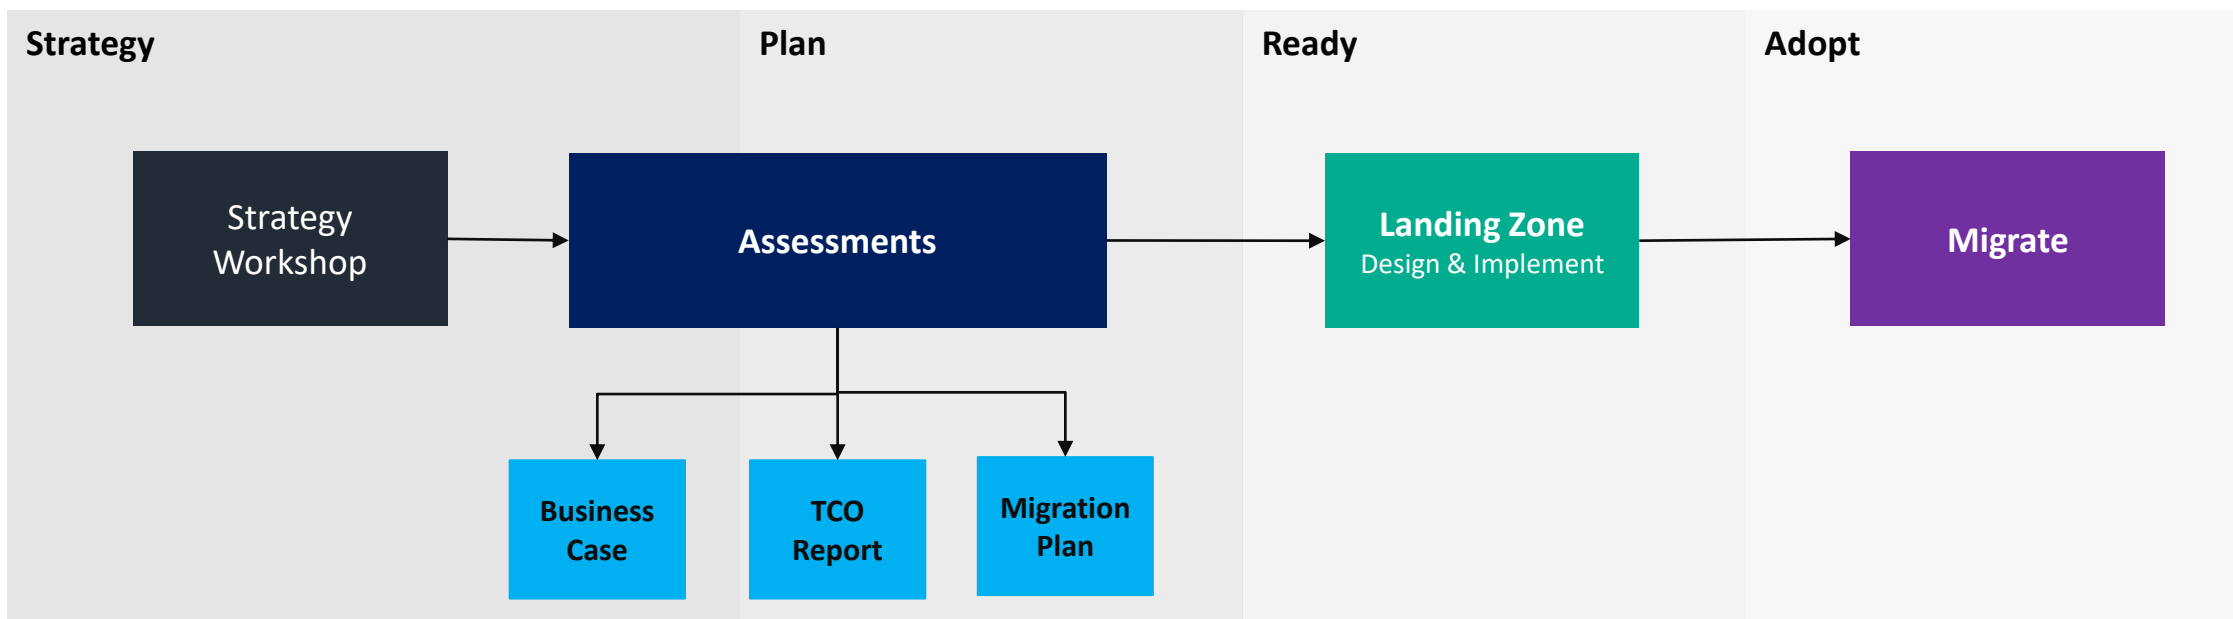 Strategy
Plan
Ready
Adopt
Strategy
Workshop
Assessments
Landing Zone
Design & Implement
Migrate
Business
Case
TCO
Report
Migration
Plan